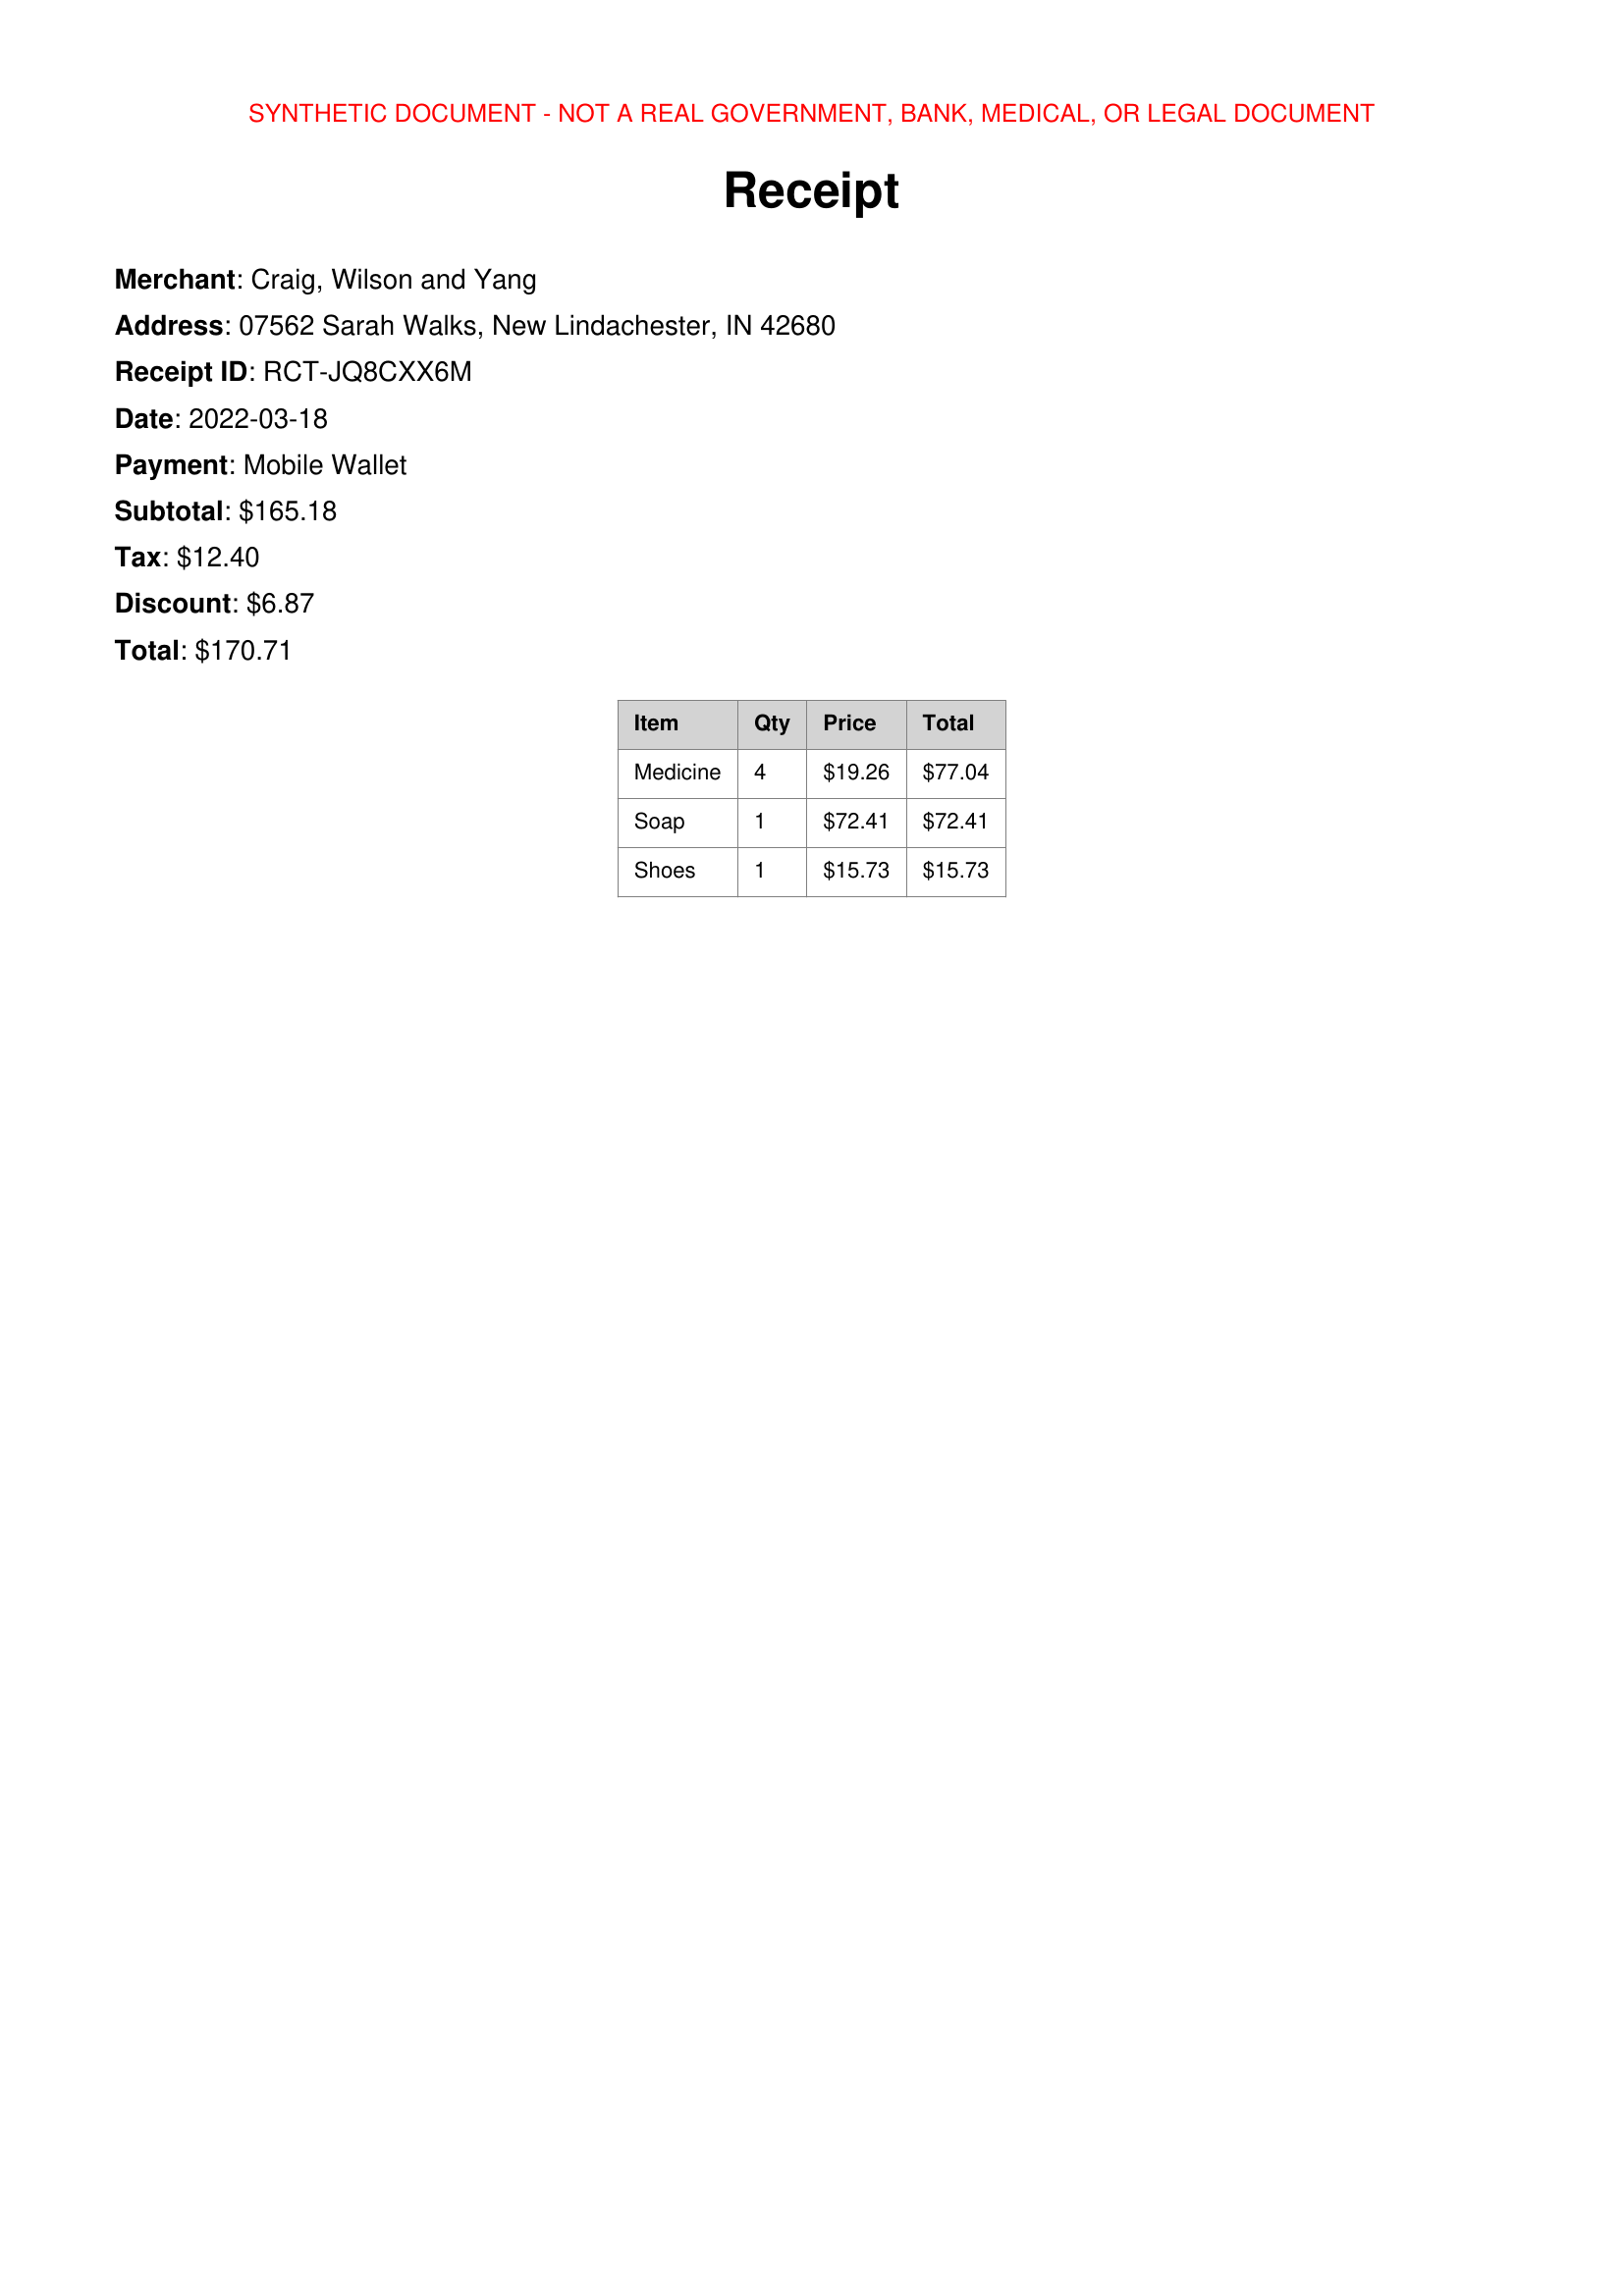 SYNTHETIC DOCUMENT - NOT A REAL GOVERNMENT, BANK, MEDICAL, OR LEGAL DOCUMENT
Receipt
Merchant: Craig, Wilson and Yang
Address: 07562 Sarah Walks, New Lindachester, IN 42680
Receipt ID: RCT-JQ8CXX6M
Date: 2022-03-18
Payment: Mobile Wallet
Subtotal: $165.18
Tax: $12.40
Discount: $6.87
Total: $170.71
Item Qty Price Total
Medicine 4 $19.26 $77.04
Soap 1 $72.41 $72.41
Shoes 1 $15.73 $15.73